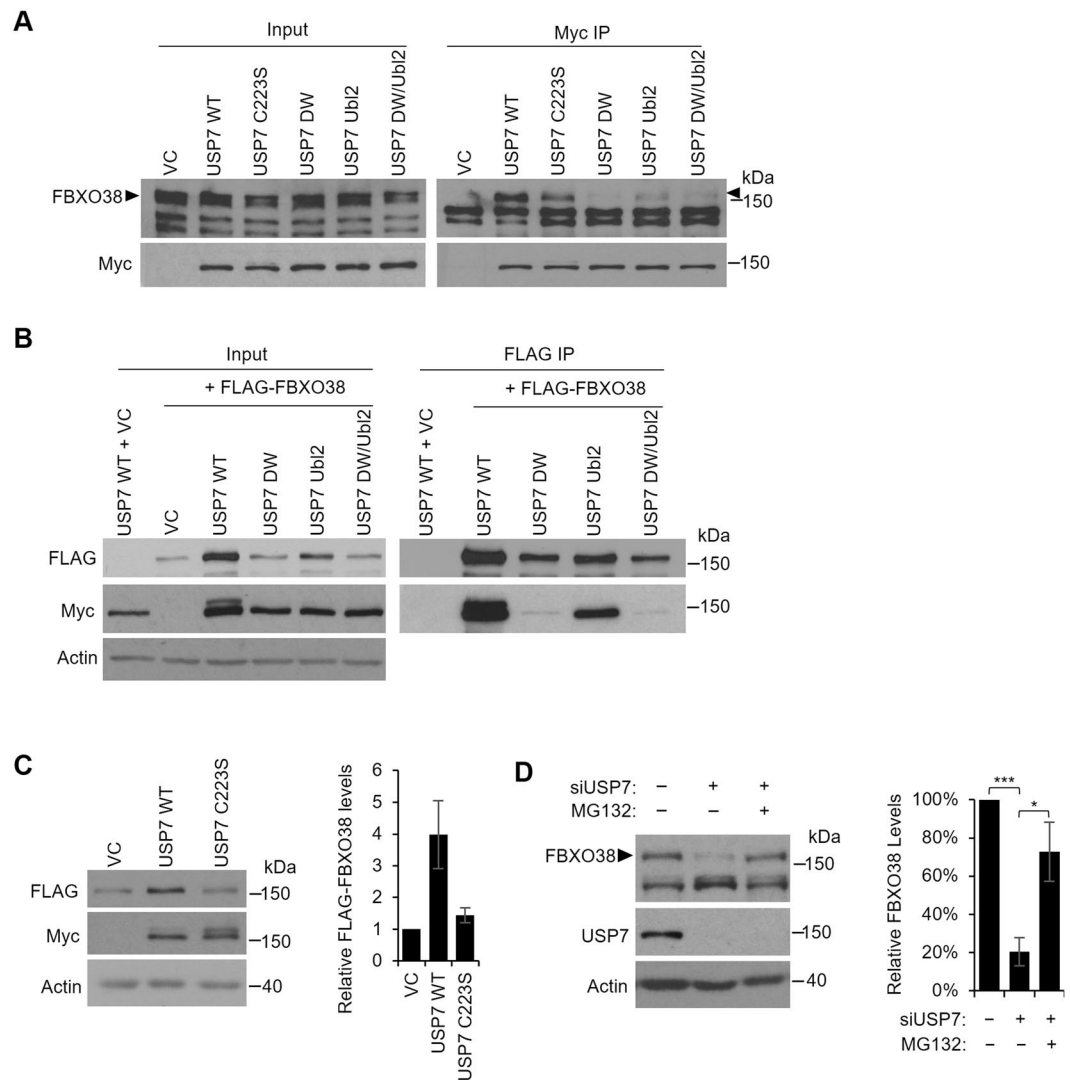 A
Input
Myc IP
VC
USP7 WT
USP7 C223S
USP7 DW
USP7 Ubl2
USP7 DW/Ubl2
VC
USP7 WT
USP7 C223S
USP7 DW
USP7 Ubl2
USP7 DW/Ubl2
kDa
FBXO38
150
Myc
150
B
Input
FLAG IP
+ FLAG-FBXO38
+ FLAG-FBXO38
USP7 WT + VC
VC
USP7 WT
USP7 DW
USP7 Ubl2
USP7 DW/Ubl2
USP7 WT + VC
USP7 WT
USP7 DW
USP7 Ubl2
USP7 DW/Ubl2
kDa
FLAG
150
Myc
150
Actin
C
VC
USP7 WT
USP7 C223S
kDa
FLAG
150
Myc
150
Actin
40
Relative FLAG-FBXO38 levels
6
5
4
3
2
1
0
VC
USP7 WT
USP7 C223S
D
siUSP7: – + +
MG132: – – +
kDa
FBXO38
150
USP7
150
Actin
40
Relative FBXO38 Levels
***
*
100%
80%
60%
40%
20%
0%
siUSP7: – + +
MG132: – – +